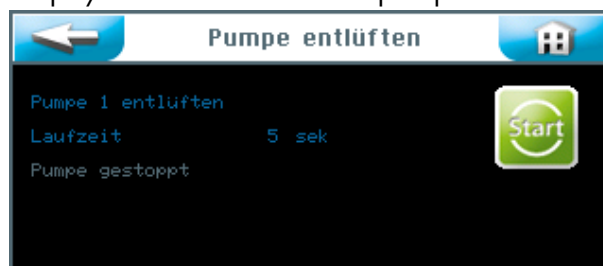 Pumpe entlüften
Pumpe 1 entlüften
Laufzeit 5 sek
Start
Pumpe gestoppt